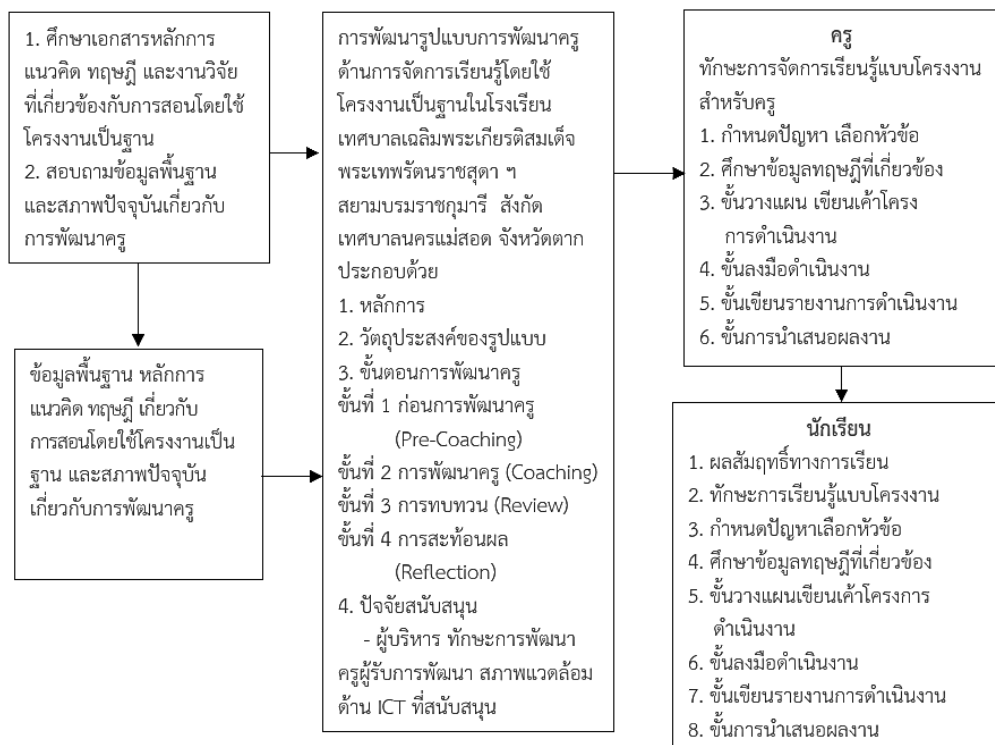 1. ศึกษาเอกสารหลักการ
แนวคิด ทฤษฎี และงานวิจัย
ที่เกี่ยวข้องกับการสอนโดยใช้
โครงงานเป็นฐาน
2. สอบถามข้อมูลพื้นฐาน
และสภาพปัจจุบันเกี่ยวกับ
การพัฒนาครู
ข้อมูลพื้นฐาน หลักการ
แนวคิด ทฤษฎี เกี่ยวกับ
การสอนโดยใช้โครงงานเป็น
ฐาน และสภาพปัจจุบัน
เกี่ยวกับการพัฒนาครู
การพัฒนารูปแบบการพัฒนาครู
ด้านการจัดการเรียนรู้โดยใช้
โครงงานเป็นฐานในโรงเรียน
เทศบาลเฉลิมพระเกียรติสมเด็จ
พระเทพรัตนราชสุดา ฯ
สยามบรมราชกุมารี สังกัด
เทศบาลนครแม่สอด จังหวัดตาก
ประกอบด้วย
1. หลักการ
2. วัตถุประสงค์ของรูปแบบ
3. ขั้นตอนการพัฒนาครู
ขั้นที่ 1 ก่อนการพัฒนาครู
(Pre-Coaching)
ขั้นที่ 2 การพัฒนาครู (Coaching)
ขั้นที่ 3 การทบทวน (Review)
ขั้นที่ 4 การสะท้อนผล
(Reflection)
4. ปัจจัยสนับสนุน
- ผู้บริหาร ทักษะการพัฒนา
ครูผู้รับการพัฒนา สภาพแวดล้อม
ด้าน ICT ที่สนับสนุน
ครู
ทักษะการจัดการเรียนรู้แบบโครงงาน
สำหรับครู
1. กำหนดปัญหา เลือกหัวข้อ
2. ศึกษาข้อมูลทฤษฎีที่เกี่ยวข้อง
3. ขั้นวางแผน เขียนเค้าโครง
การดำเนินงาน
4. ขั้นลงมือดำเนินงาน
5. ขั้นเขียนรายงานการดำเนินงาน
6. ขั้นการนำเสนอผลงาน
นักเรียน
1. ผลสัมฤทธิ์ทางการเรียน
2. ทักษะการเรียนรู้แบบโครงงาน
3. กำหนดปัญหาเลือกหัวข้อ
4. ศึกษาข้อมูลทฤษฎีที่เกี่ยวข้อง
5. ขั้นวางแผนเขียนเค้าโครงการ
ดำเนินงาน
6. ขั้นลงมือดำเนินงาน
7. ขั้นเขียนรายงานการดำเนินงาน
8. ขั้นการนำเสนอผลงาน